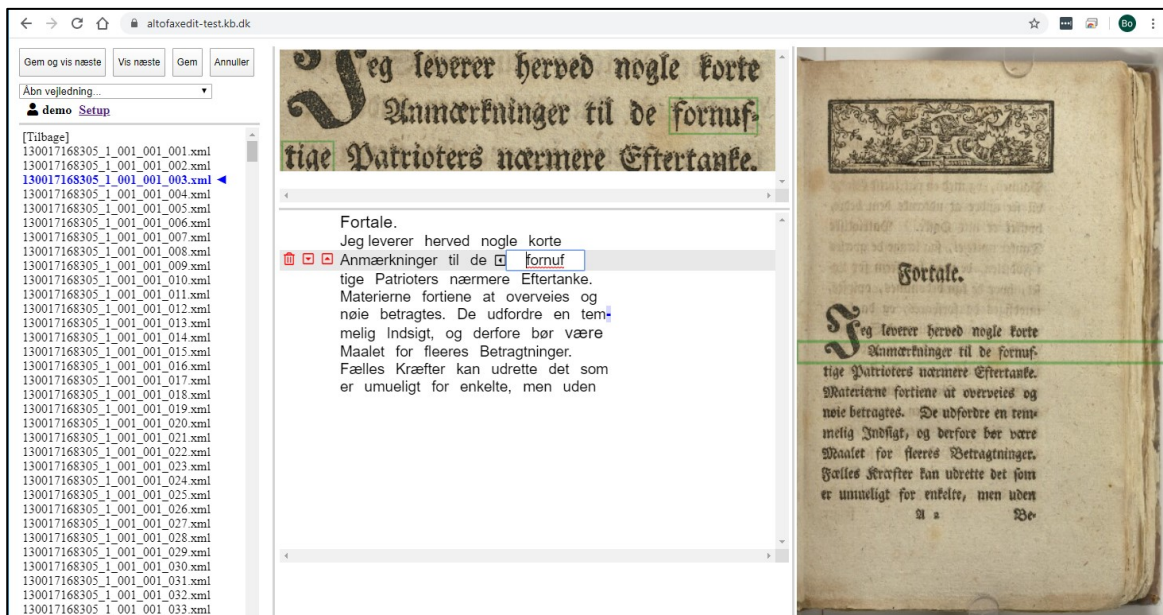 altofaxedit-test.kb.dk
Bo
Gem og vis næste
Vis næste
Gem
Annuller
Åbn vejledning...
demo Setup
[Tilbage]
130017168305_1_001_001_001.xml
130017168305_1_001_001_002.xml
130017168305_1_001_001_003.xml
130017168305_1_001_001_004.xml
130017168305_1_001_001_005.xml
130017168305_1_001_001_006.xml
130017168305_1_001_001_007.xml
130017168305_1_001_001_008.xml
130017168305_1_001_001_009.xml
130017168305_1_001_001_010.xml
130017168305_1_001_001_011.xml
130017168305_1_001_001_012.xml
130017168305_1_001_001_013.xml
130017168305_1_001_001_014.xml
130017168305_1_001_001_015.xml
130017168305_1_001_001_016.xml
130017168305_1_001_001_017.xml
130017168305_1_001_001_018.xml
130017168305_1_001_001_019.xml
130017168305_1_001_001_020.xml
130017168305_1_001_001_021.xml
130017168305_1_001_001_022.xml
130017168305_1_001_001_023.xml
130017168305_1_001_001_024.xml
130017168305_1_001_001_025.xml
130017168305_1_001_001_026.xml
130017168305_1_001_001_027.xml
130017168305_1_001_001_028.xml
130017168305_1_001_001_029.xml
130017168305_1_001_001_030.xml
130017168305_1_001_001_031.xml
130017168305_1_001_001_032.xml
130017168305_1_001_001_033.xml
Jeg leverer herved nogle korte
Anmærkninger til de fornuf-
tige Patrioters nærmere Eftertanke.
Fortale.
Jeg leverer herved nogle korte
Anmærkninger til de fornuf
tige Patrioters nærmere Eftertanke.
Materierne fortiene at overveies og
nøie betragtes. De udfordre en tem-
melig Indsigt, og derfore bør være
Maalet for fleeres Betragtninger.
Fælles Kræfter kan udrette det som
er umueligt for enkelte, men uden
Fortale.
Jeg leverer herved nogle korte
Anmærkninger til de fornuf-
tige Patrioters nærmere Eftertanke.
Materierne fortiene at overveies og
nøie betragtes. De udfordre en tem-
melig Indsigt, og derfore bør være
Maalet for fleeres Betragtninger.
Fælles Kræfter kan udrette det som
er umueligt for enkelte, men uden
A 2 Be-